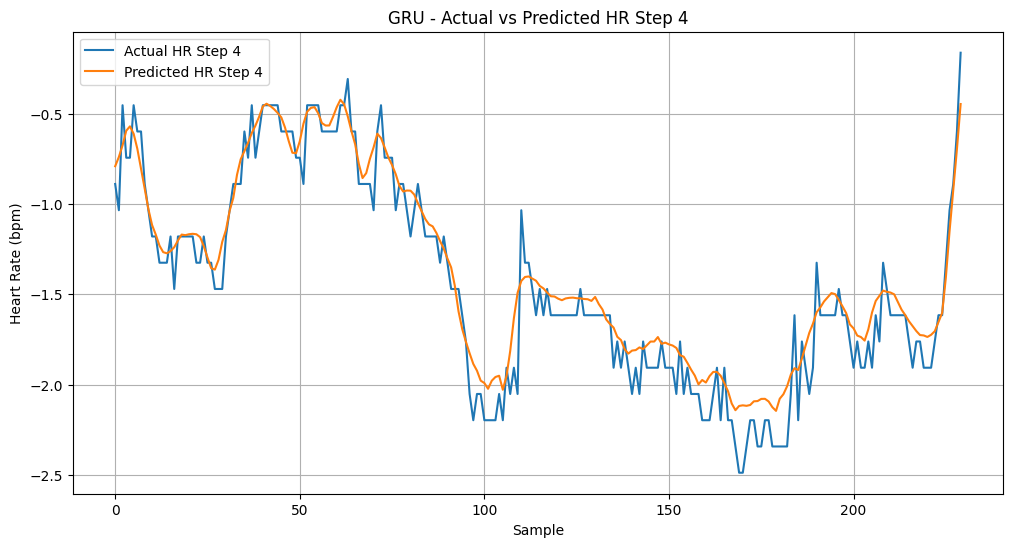 GRU - Actual vs Predicted HR Step 4
Actual HR Step 4
Predicted HR Step 4
Heart Rate (bpm)
−0.5
−1.0
−1.5
−2.0
−2.5
0 50 100 150 200
Sample